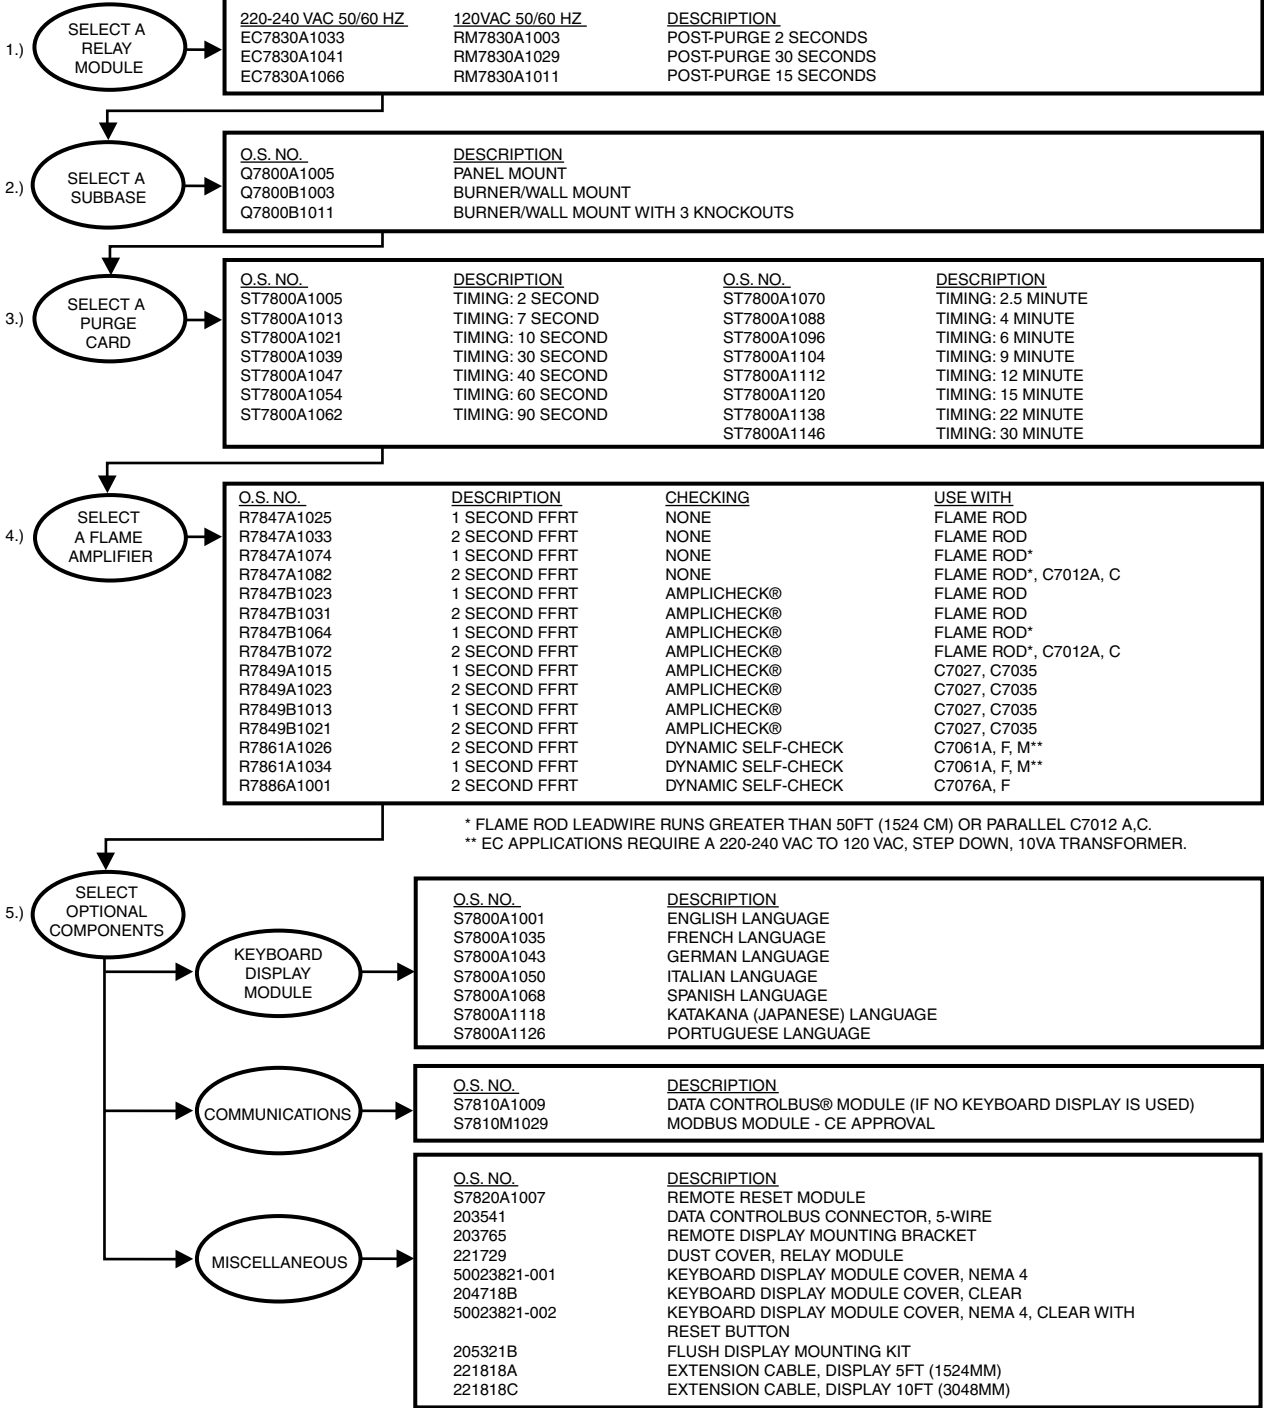 1.)
SELECT A
RELAY
MODULE
220-240 VAC 50/60 HZ 120VAC 50/60 HZ DESCRIPTION
EC7830A1033 RM7830A1003 POST-PURGE 2 SECONDS
EC7830A1041 RM7830A1029 POST-PURGE 30 SECONDS
EC7830A1066 RM7830A1011 POST-PURGE 15 SECONDS
2.)
SELECT A
SUBBASE
O.S. NO. DESCRIPTION
Q7800A1005 PANEL MOUNT
Q7800B1003 BURNER/WALL MOUNT
Q7800B1011 BURNER/WALL MOUNT WITH 3 KNOCKOUTS
3.)
SELECT A
PURGE
CARD
O.S. NO. DESCRIPTION O.S. NO. DESCRIPTION
ST7800A1005 TIMING: 2 SECOND ST7800A1070 TIMING: 2.5 MINUTE
ST7800A1013 TIMING: 7 SECOND ST7800A1088 TIMING: 4 MINUTE
ST7800A1021 TIMING: 10 SECOND ST7800A1096 TIMING: 6 MINUTE
ST7800A1039 TIMING: 30 SECOND ST7800A1104 TIMING: 9 MINUTE
ST7800A1047 TIMING: 40 SECOND ST7800A1112 TIMING: 12 MINUTE
ST7800A1054 TIMING: 60 SECOND ST7800A1120 TIMING: 15 MINUTE
ST7800A1062 TIMING: 90 SECOND ST7800A1138 TIMING: 22 MINUTE
ST7800A1146 TIMING: 30 MINUTE
4.)
SELECT
A FLAME
AMPLIFIER
O.S. NO. DESCRIPTION CHECKING USE WITH
R7847A1025 1 SECOND FFRT NONE FLAME ROD
R7847A1033 2 SECOND FFRT NONE FLAME ROD
R7847A1074 1 SECOND FFRT NONE FLAME ROD*
R7847A1082 2 SECOND FFRT NONE FLAME ROD*, C7012A, C
R7847B1023 1 SECOND FFRT AMPLICHECK® FLAME ROD
R7847B1031 2 SECOND FFRT AMPLICHECK® FLAME ROD
R7847B1064 1 SECOND FFRT AMPLICHECK® FLAME ROD*
R7847B1072 2 SECOND FFRT AMPLICHECK® FLAME ROD*, C7012A, C
R7849A1015 1 SECOND FFRT AMPLICHECK® C7027, C7035
R7849A1023 2 SECOND FFRT AMPLICHECK® C7027, C7035
R7849B1013 1 SECOND FFRT AMPLICHECK® C7027, C7035
R7849B1021 2 SECOND FFRT AMPLICHECK® C7027, C7035
R7861A1026 2 SECOND FFRT DYNAMIC SELF-CHECK C7061A, F, M**
R7861A1034 1 SECOND FFRT DYNAMIC SELF-CHECK C7061A, F, M**
R7886A1001 2 SECOND FFRT DYNAMIC SELF-CHECK C7076A, F
* FLAME ROD LEADWIRE RUNS GREATER THAN 50FT (1524 CM) OR PARALLEL C7012 A,C.
** EC APPLICATIONS REQUIRE A 220-240 VAC TO 120 VAC, STEP DOWN, 10VA TRANSFORMER.
5.)
SELECT
OPTIONAL
COMPONENTS
KEYBOARD
DISPLAY
MODULE
O.S. NO. DESCRIPTION
S7800A1001 ENGLISH LANGUAGE
S7800A1035 FRENCH LANGUAGE
S7800A1043 GERMAN LANGUAGE
S7800A1050 ITALIAN LANGUAGE
S7800A1068 SPANISH LANGUAGE
S7800A1118 KATAKANA (JAPANESE) LANGUAGE
S7800A1126 PORTUGUESE LANGUAGE
COMMUNICATIONS
O.S. NO. DESCRIPTION
S7810A1009 DATA CONTROLBUS® MODULE (IF NO KEYBOARD DISPLAY IS USED)
S7810M1029 MODBUS MODULE - CE APPROVAL
MISCELLANEOUS
O.S. NO. DESCRIPTION
S7820A1007 REMOTE RESET MODULE
203541 DATA CONTROLBUS CONNECTOR, 5-WIRE
203765 REMOTE DISPLAY MOUNTING BRACKET
221729 DUST COVER, RELAY MODULE
50023821-001 KEYBOARD DISPLAY MODULE COVER, NEMA 4
204718B KEYBOARD DISPLAY MODULE COVER, CLEAR
50023821-002 KEYBOARD DISPLAY MODULE COVER, NEMA 4, CLEAR WITH
RESET BUTTON
205321B FLUSH DISPLAY MOUNTING KIT
221818A EXTENSION CABLE, DISPLAY 5FT (1524MM)
221818C EXTENSION CABLE, DISPLAY 10FT (3048MM)